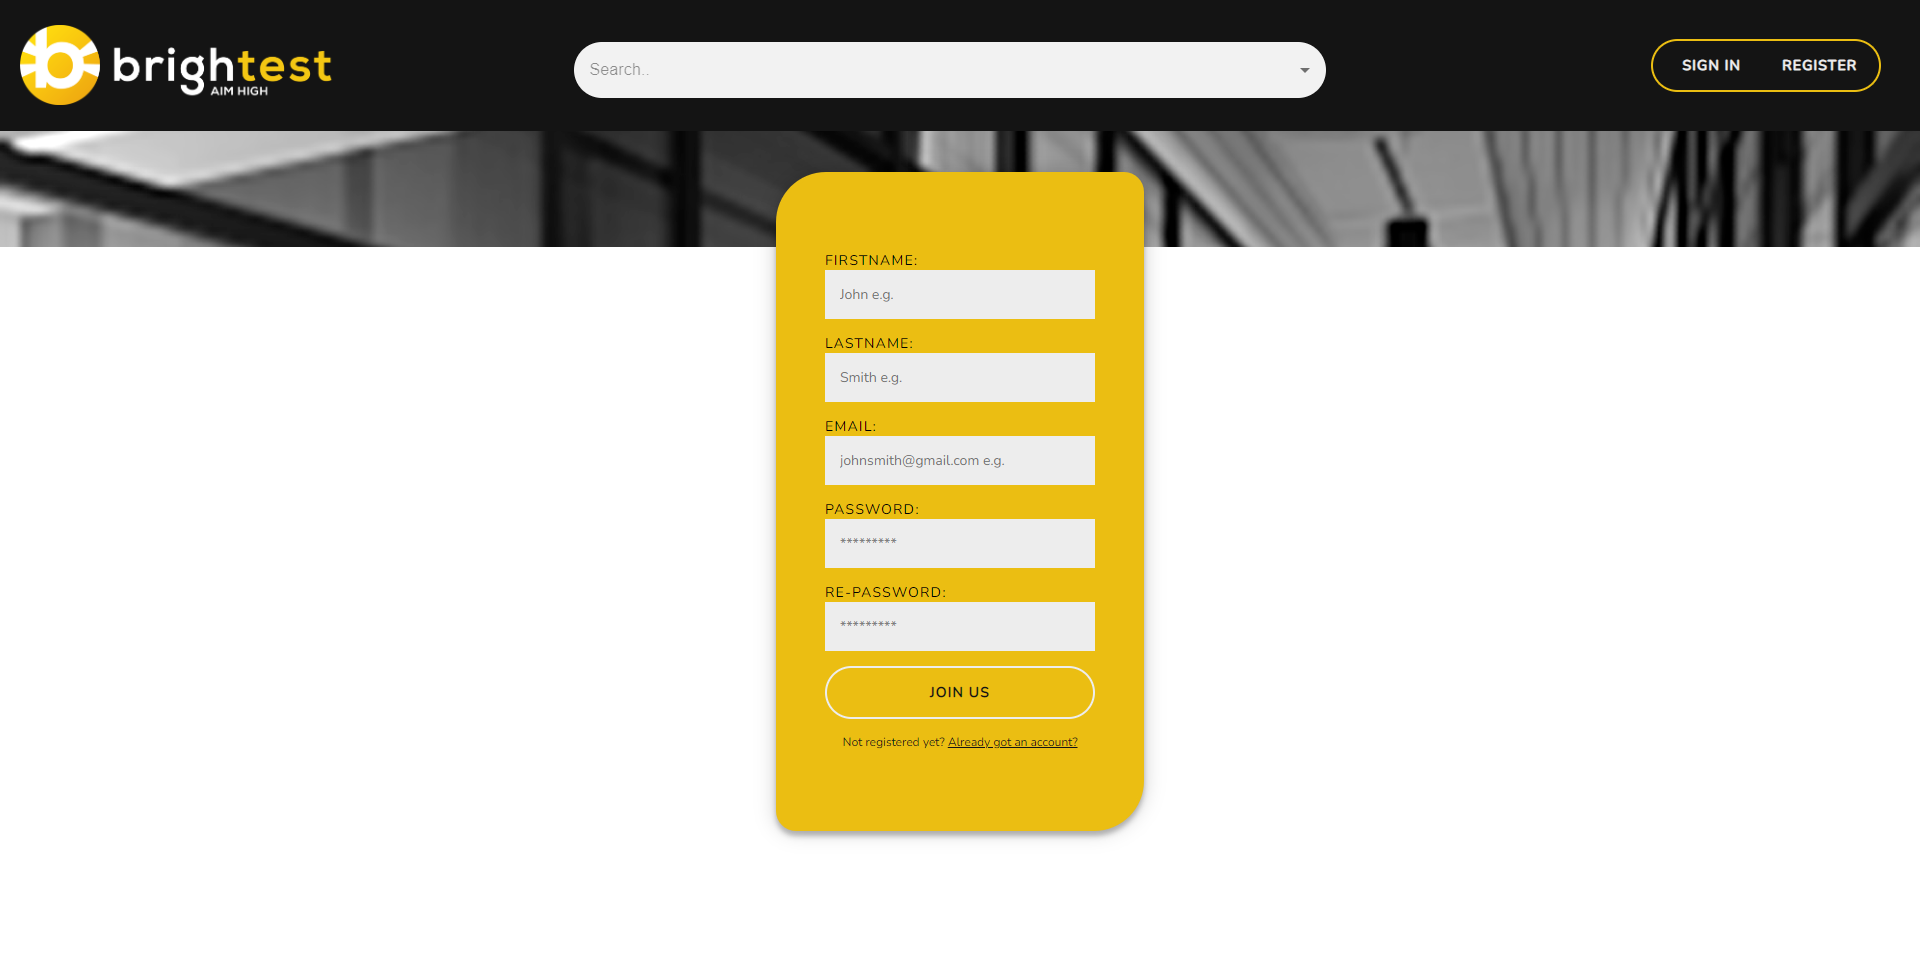 brightest
AIM HIGH
Search..
SIGN IN REGISTER
FIRSTNAME:
John e.g.
LASTNAME:
Smith e.g.
EMAIL:
johnsmith@gmail.com e.g.
PASSWORD:
*********
RE-PASSWORD:
*********
JOIN US
Not registered yet? Already got an account?